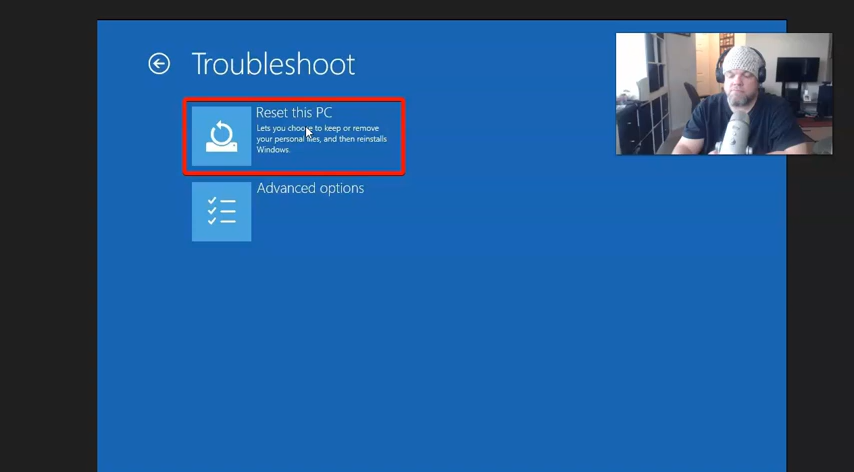 Troubleshoot
Reset this PC
Lets you choose to keep or remove
your personal files, and then reinstalls
Windows.
Advanced options